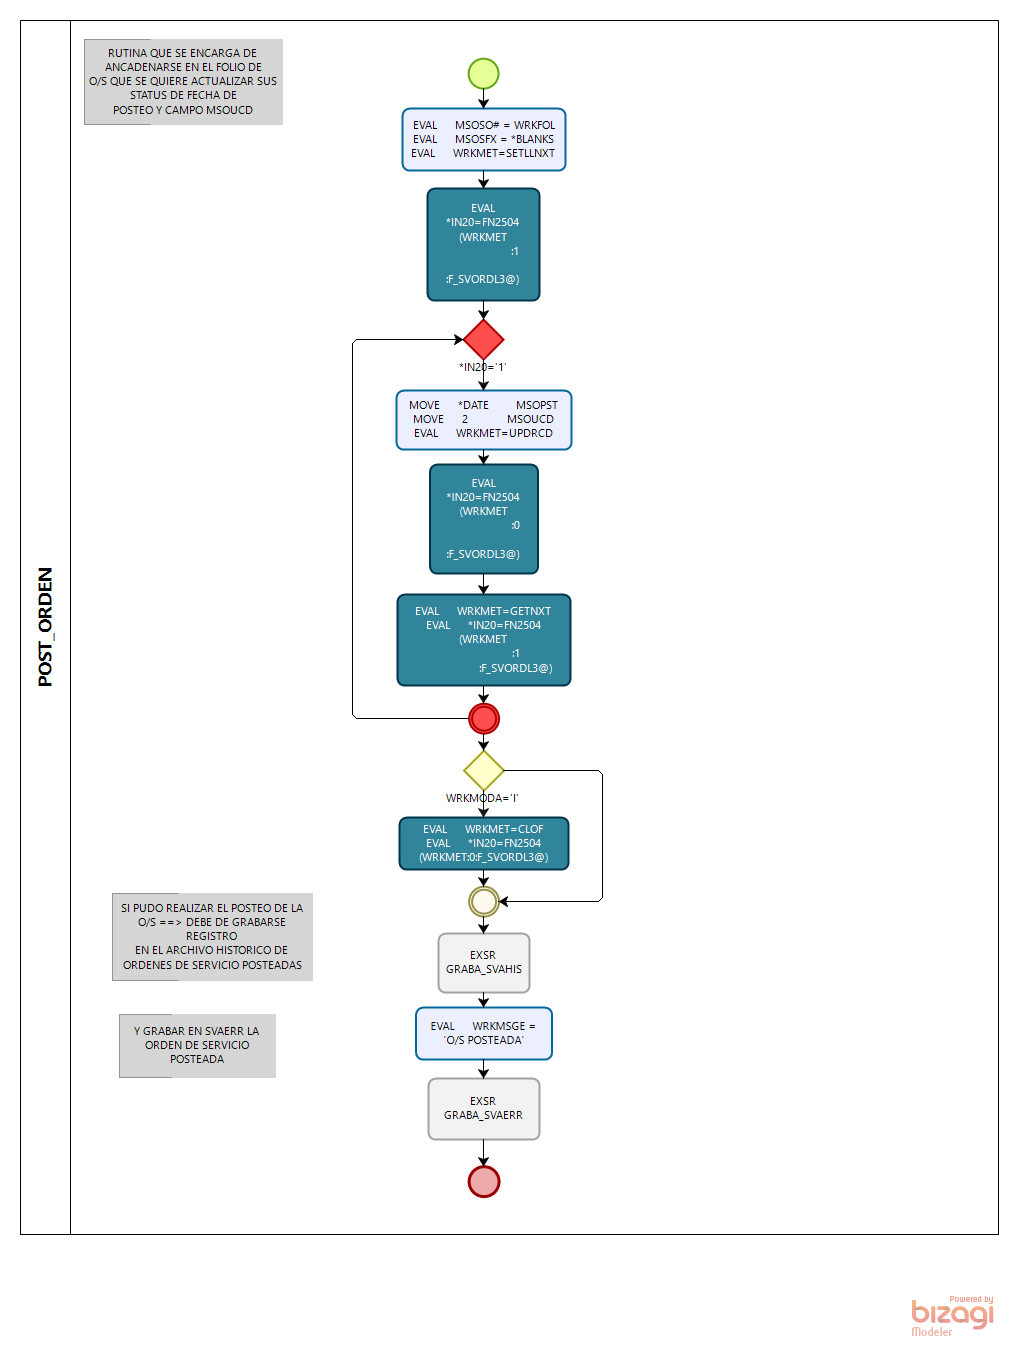 RUTINA QUE SE ENCARGA DE
ANCADENARSE EN EL FOLIO DE
O/S QUE SE QUIERE ACTUALIZAR SUS
STATUS DE FECHA DE
POSTEO Y CAMPO MSOUCD
EVAL MSOSO# = WRKFOL
EVAL MSOSFX = *BLANKS
EVAL WRKMET=SETLLNXT
EVAL
*IN20=FN2504
(WRKMET
:1
:F_SVORDL3@)
*IN20='1'
MOVE *DATE MSOPST
MOVE 2 MSOUCD
EVAL WRKMET=UPDRCD
EVAL
*IN20=FN2504
(WRKMET
:0
:F_SVORDL3@)
EVAL WRKMET=GETNXT
EVAL *IN20=FN2504
(WRKMET
:1
:F_SVORDL3@)
POST_ORDEN
WRKMODA='I'
EVAL WRKMET=CLOF
EVAL *IN20=FN2504
(WRKMET:0:F_SVORDL3@)
SI PUDO REALIZAR EL POSTEO DE LA
O/S ==> DEBE DE GRABARSE
REGISTRO
EN EL ARCHIVO HISTORICO DE
ORDENES DE SERVICIO POSTEADAS
EXSR
GRABA_SVAHIS
Y GRABAR EN SVAERR LA
ORDEN DE SERVICIO
POSTEADA
EVAL WRKMSGE =
'O/S POSTEADA'
EXSR
GRABA_SVAERR
Powered by
bizagi
Modeler